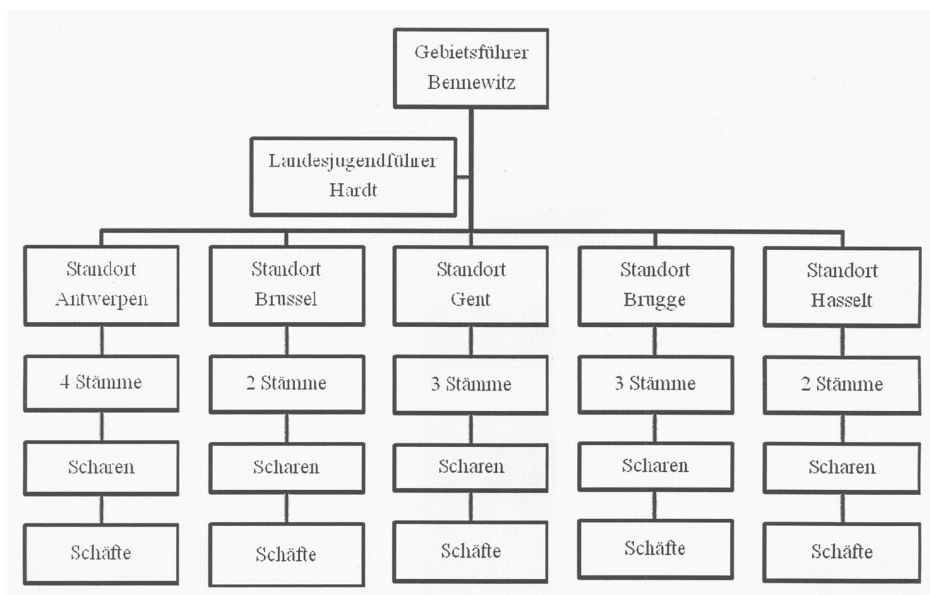 Gebietsführer
Bennewitz
Landesjugendführer
Hardt
Standort
Antwerpen
Standort
Brussel
Standort
Gent
Standort
Brugge
Standort
Hasselt
4 Stämme
2 Stämme
3 Stämme
3 Stämme
2 Stämme
Scharen
Scharen
Scharen
Scharen
Scharen
Schäfte
Schäfte
Schäfte
Schäfte
Schäfte